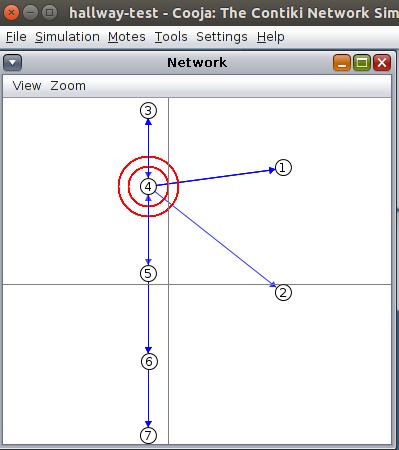 hallway-test - Cooja: The Contiki Network Sim
File Simulation Motes Tools Settings Help
Network
View Zoom
3
1
4
5
2
6
7